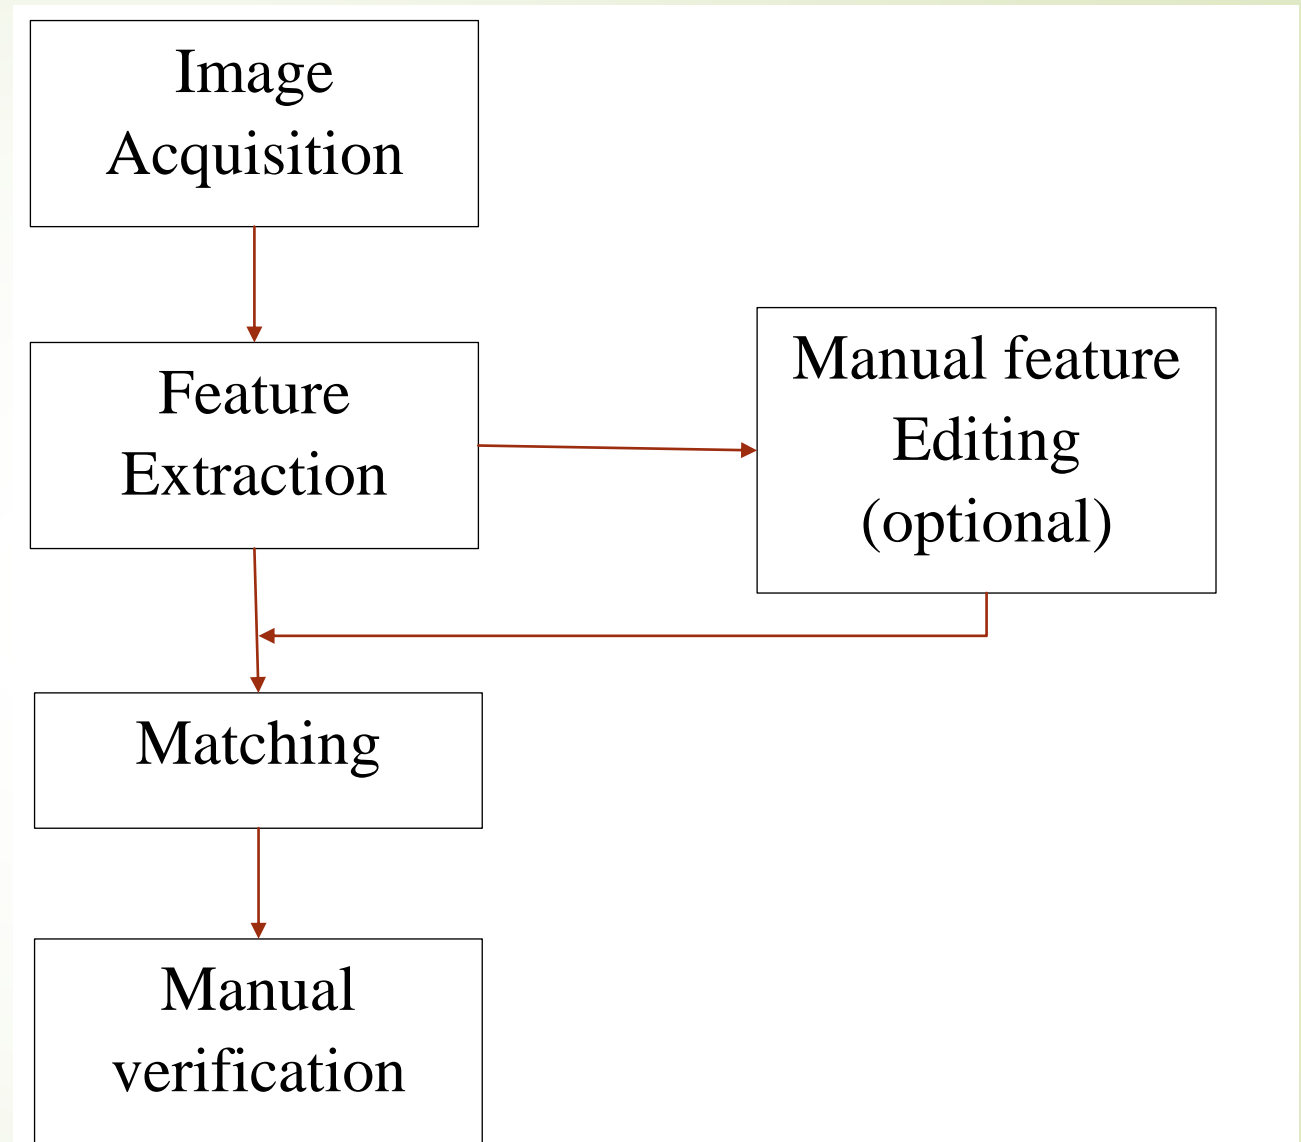 Image
Acquisition
Feature
Extraction
Manual feature
Editing
(optional)
Matching
Manual
verification